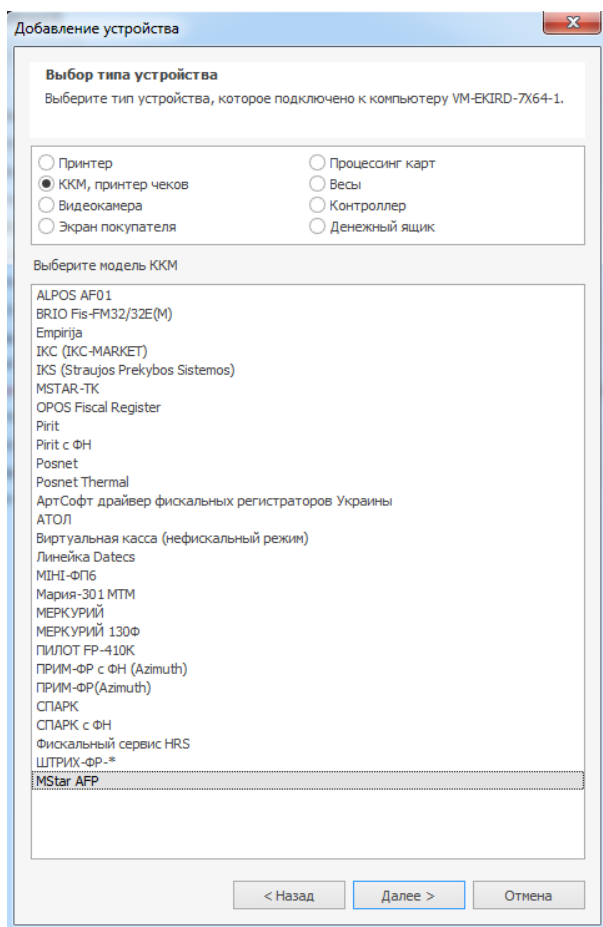 Добавление устройства
Выбор типа устройства
Выберите тип устройства, которое подключено к компьютеру VM-EKIRD-7X64-1.
Принтер
Процессинг карт
ККМ, принтер чеков
Весы
Видеокамера
Контроллер
Экран покупателя
Денежный ящик
Выберите модель ККМ
ALPOS AF01
BRIO Fis-FM32/32E(M)
Empirija
IKC (IKC-MARKET)
IKS (Straujos Prekybos Sistemos)
MSTAR-TK
OPOS Fiscal Register
Pirit
Pirit с ФН
Posnet
Posnet Thermal
АртСофт драйвер фискальных регистраторов Украины
АТОЛ
Виртуальная касса (нефискальный режим)
Линейка Datecs
МІНІ-ФП6
Мария-301 МТМ
МЕРКУРИЙ
МЕРКУРИЙ 130Ф
ПИЛОТ FP-410K
ПРИМ-ФР с ФН (Azimuth)
ПРИМ-ФР(Azimuth)
СПАРК
СПАРК с ФН
Фискальный сервис HRS
ШТРИХ-ФР-*
MStar AFP
< Назад
Далее >
Отмена